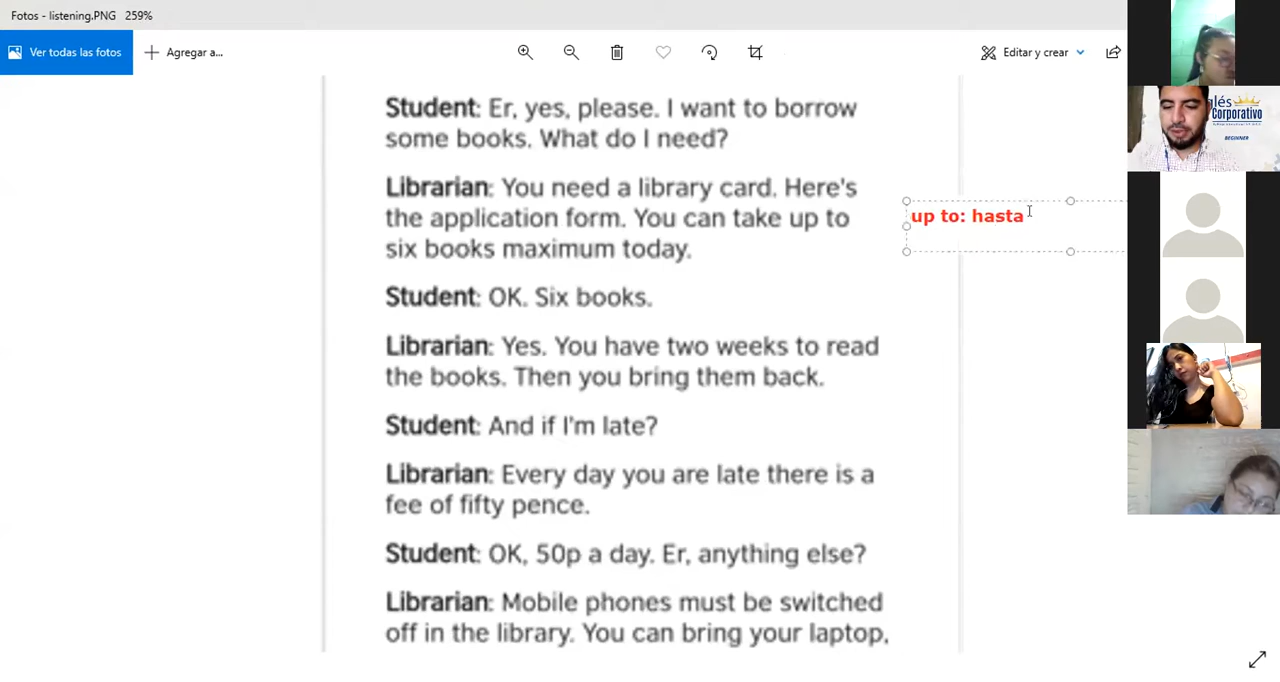 Fotos - listening.PNG 259%
Ver todas las fotos
Agregar a...
Editar y crear
Student: Er, yes, please. I want to borrow
some books. What do I need?
Librarian: You need a library card. Here's
the application form. You can take up to
six books maximum today.
up to: hasta
Student: OK. Six books.
Librarian: Yes. You have two weeks to read
the books. Then you bring them back.
Student: And if I'm late?
Librarian: Every day you are late there is a
fee of fifty pence.
Student: OK, 50p a day. Er, anything else?
Librarian: Mobile phones must be switched
off in the library. You can bring your laptop,
glés
Corporativo
BEGINNER